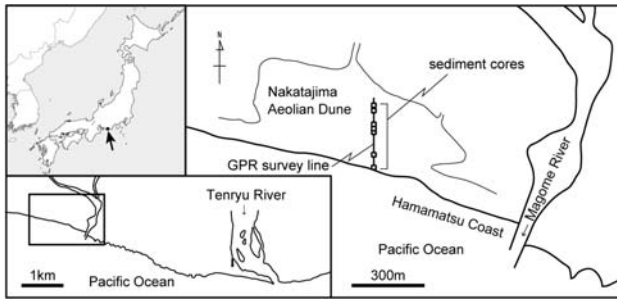 N
sediment cores
Nakatajima
Aeolian Dune
GPR survey line
Magome River
Hamamatsu Coast
Pacific Ocean
300m
Tenryu River
1km
Pacific Ocean